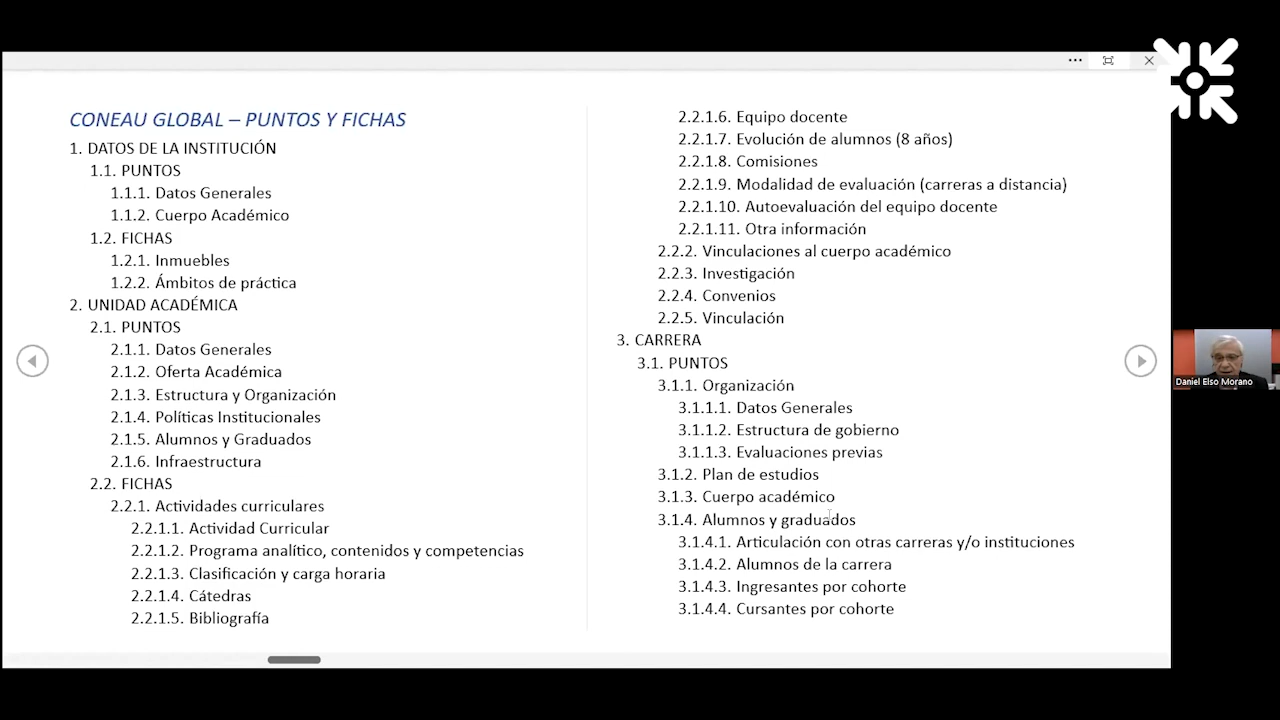 CONEAU GLOBAL – PUNTOS Y FICHAS
1. DATOS DE LA INSTITUCIÓN
1.1. PUNTOS
1.1.1. Datos Generales
1.1.2. Cuerpo Académico
1.2. FICHAS
1.2.1. Inmuebles
1.2.2. Ámbitos de práctica
2. UNIDAD ACADÉMICA
2.1. PUNTOS
2.1.1. Datos Generales
2.1.2. Oferta Académica
2.1.3. Estructura y Organización
2.1.4. Políticas Institucionales
2.1.5. Alumnos y Graduados
2.1.6. Infraestructura
2.2. FICHAS
2.2.1. Actividades curriculares
2.2.1.1. Actividad Curricular
2.2.1.2. Programa analítico, contenidos y competencias
2.2.1.3. Clasificación y carga horaria
2.2.1.4. Cátedras
2.2.1.5. Bibliografía
2.2.1.6. Equipo docente
2.2.1.7. Evolución de alumnos (8 años)
2.2.1.8. Comisiones
2.2.1.9. Modalidad de evaluación (carreras a distancia)
2.2.1.10. Autoevaluación del equipo docente
2.2.1.11. Otra información
2.2.2. Vinculaciones al cuerpo académico
2.2.3. Investigación
2.2.4. Convenios
2.2.5. Vinculación
3. CARRERA
3.1. PUNTOS
3.1.1. Organización
3.1.1.1. Datos Generales
3.1.1.2. Estructura de gobierno
3.1.1.3. Evaluaciones previas
3.1.2. Plan de estudios
3.1.3. Cuerpo académico
3.1.4. Alumnos y graduados
3.1.4.1. Articulación con otras carreras y/o instituciones
3.1.4.2. Alumnos de la carrera
3.1.4.3. Ingresantes por cohorte
3.1.4.4. Cursantes por cohorte
Daniel Elso Morano